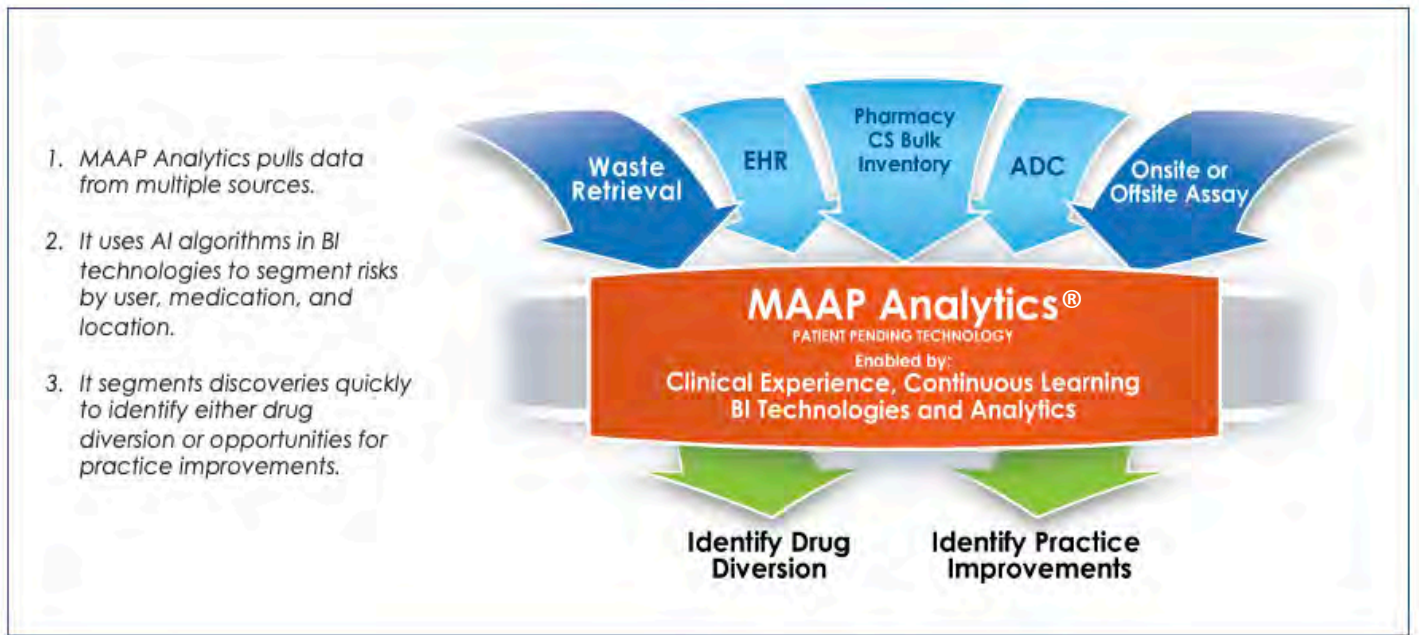 1. MAAP Analytics pulls data
from multiple sources.
2. It uses AI algorithms in BI
technologies to segment risks
by user, medication, and
location.
3. It segments discoveries quickly
to identify either drug
diversion or opportunities for
practice improvements.
Waste
Retrieval
EHR
Pharmacy
CS Bulk
Inventory
ADC
Onsite or
Offsite Assay
MAAP Analytics®
PATIENT PENDING TECHNOLOGY
Enabled by:
Clinical Experience, Continuous Learning
BI Technologies and Analytics
Identify Drug
Diversion
Identify Practice
Improvements